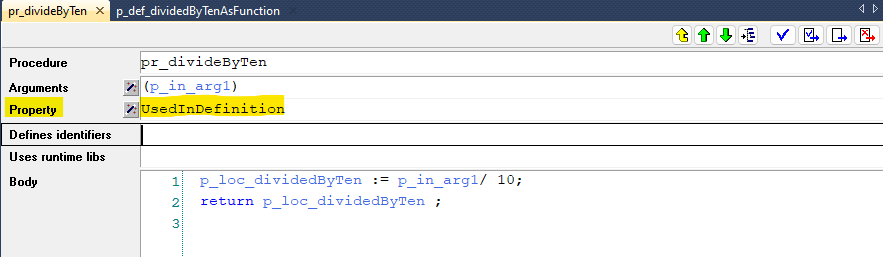 pr_divideByTen p_def_dividedByTenAsFunction
Procedure pr_divideByTen
Arguments (p_in_arg1)
Property UsedInDefinition
Defines identifiers
Uses runtime libs
Body
1 p_loc_dividedByTen := p_in_arg1/ 10;
2 return p_loc_dividedByTen ;
3